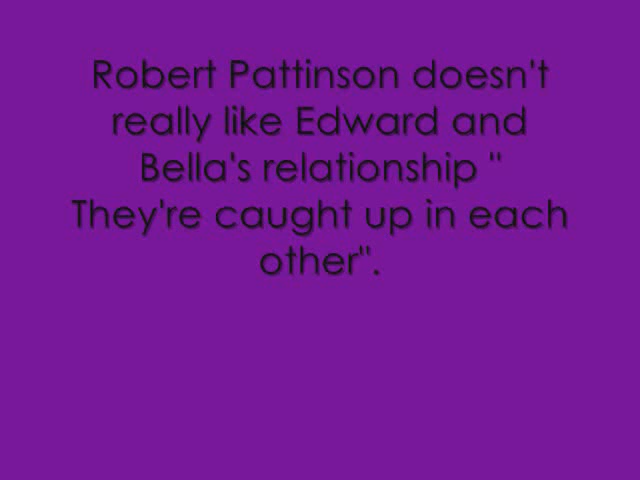 Robert Pattinson doesn't
really like Edward and
Bella's relationship "
They're caught up in each
other".